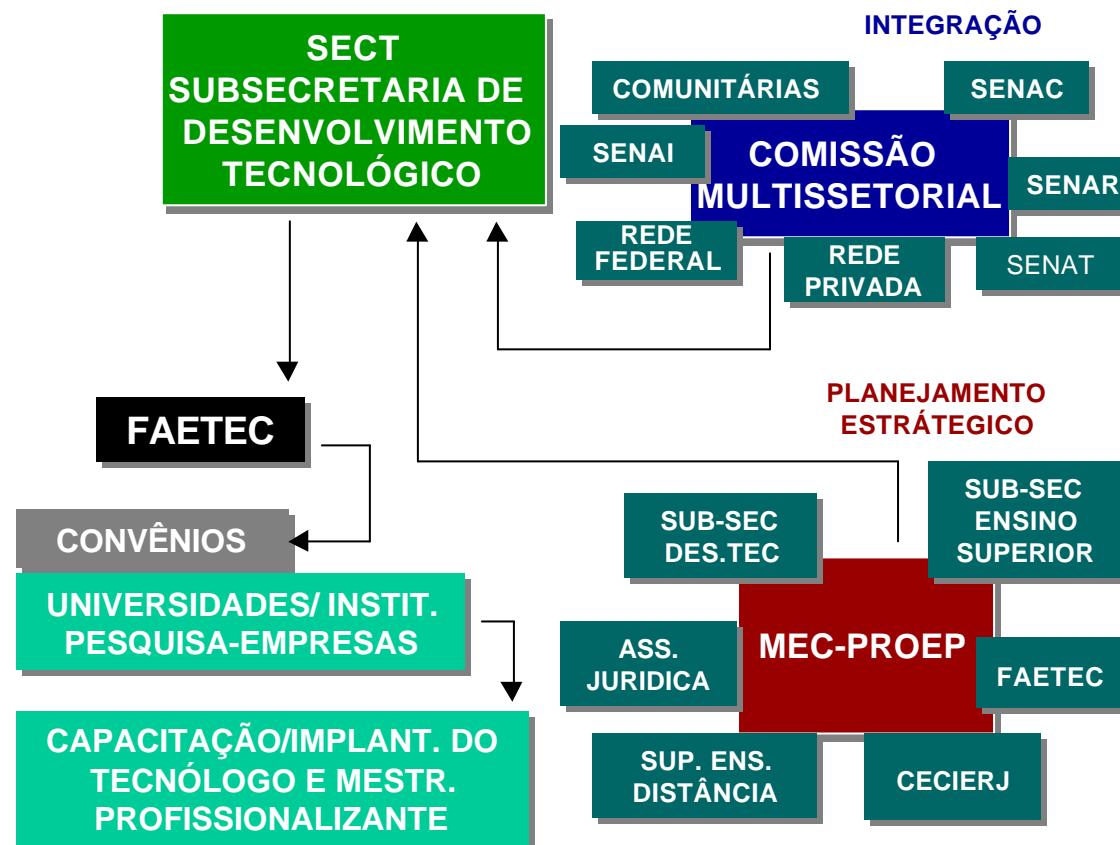 SECT
SUBSECRETARIA DE
DESENVOLVIMENTO
TECNOLÓGICO
INTEGRAÇÃO
COMUNITÁRIAS
SENAC
SENAI
COMISSÃO
MULTISSETORIAL
SENAR
REDE
FEDERAL
REDE
PRIVADA
SENAT
FAETEC
CONVÊNIOS
UNIVERSIDADES/ INSTIT.
PESQUISA-EMPRESAS
CAPACITAÇÃO/IMPLANT. DO
TECNÓLOGO E MESTR.
PROFISSIONALIZANTE
PLANEJAMENTO
ESTRÁTEGICO
SUB-SEC
DES.TEC
SUB-SEC
ENSINO
SUPERIOR
MEC-PROEP
ASS.
JURIDICA
FAETEC
SUP. ENS.
DISTÂNCIA
CECIERJ